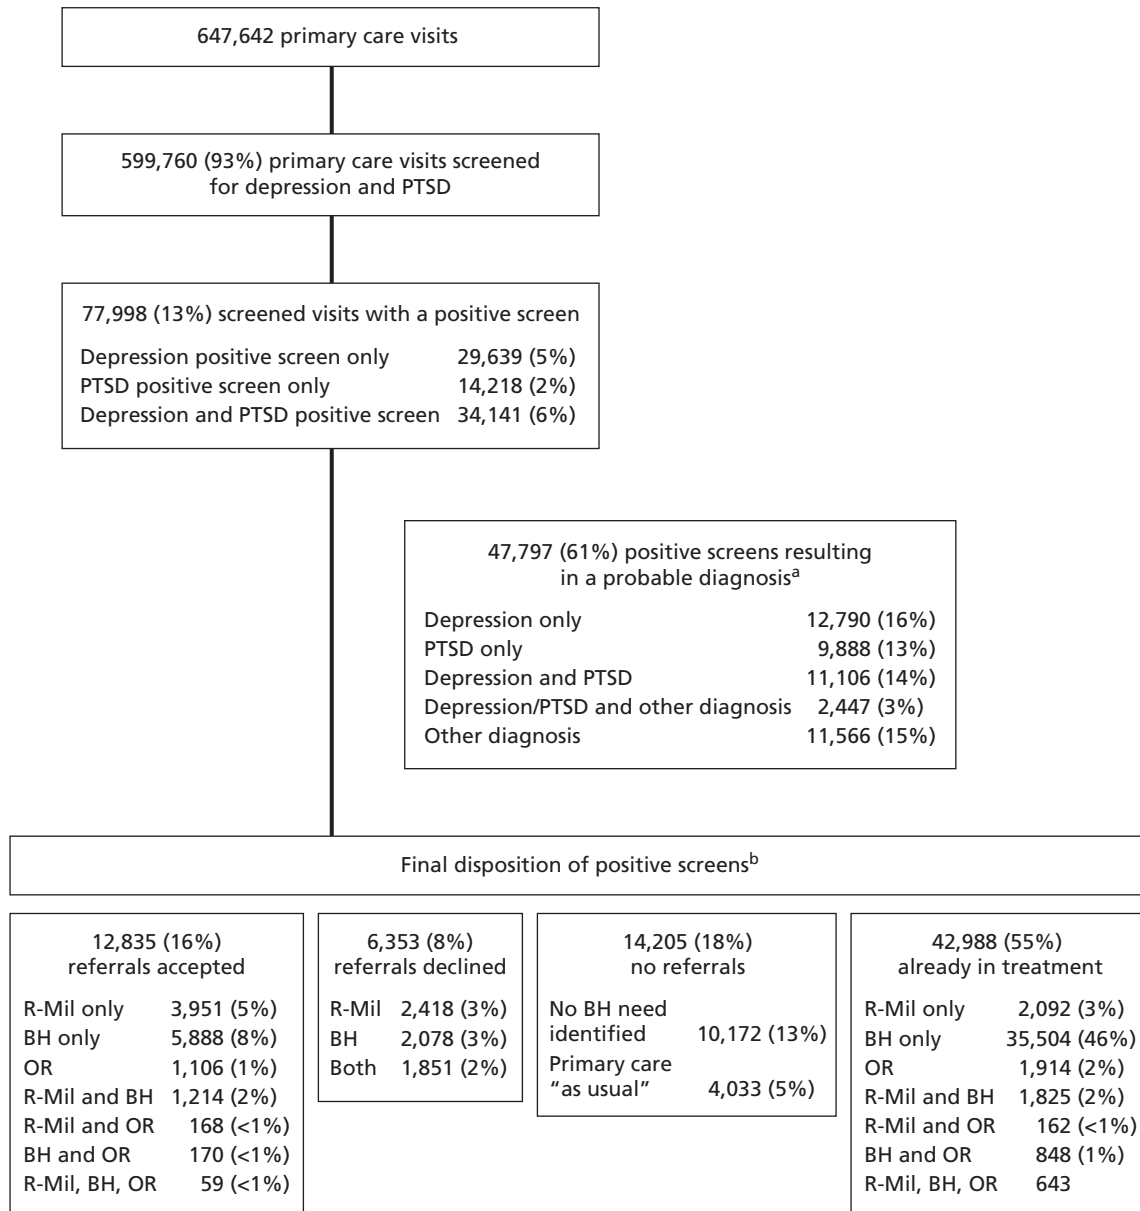 647,642 primary care visits
599,760 (93%) primary care visits screened
for depression and PTSD
77,998 (13%) screened visits with a positive screen
Depression positive screen only 29,639 (5%)
PTSD positive screen only 14,218 (2%)
Depression and PTSD positive screen 34,141 (6%)
47,797 (61%) positive screens resulting
in a probable diagnosisa
Depression only 12,790 (16%)
PTSD only 9,888 (13%)
Depression and PTSD 11,106 (14%)
Depression/PTSD and other diagnosis 2,447 (3%)
Other diagnosis 11,566 (15%)
Final disposition of positive screensb
12,835 (16%)
referrals accepted
R-Mil only 3,951 (5%)
BH only 5,888 (8%)
OR 1,106 (1%)
R-Mil and BH 1,214 (2%)
R-Mil and OR 168 (<1%)
BH and OR 170 (<1%)
R-Mil, BH, OR 59 (<1%)
6,353 (8%)
referrals declined
R-Mil 2,418 (3%)
BH 2,078 (3%)
Both 1,851 (2%)
14,205 (18%)
no referrals
No BH need
identified 10,172 (13%)
Primary care
“as usual” 4,033 (5%)
42,988 (55%)
already in treatment
R-Mil only 2,092 (3%)
BH only 35,504 (46%)
OR 1,914 (2%)
R-Mil and BH 1,825 (2%)
R-Mil and OR 162 (<1%)
BH and OR 848 (1%)
R-Mil, BH, OR 643